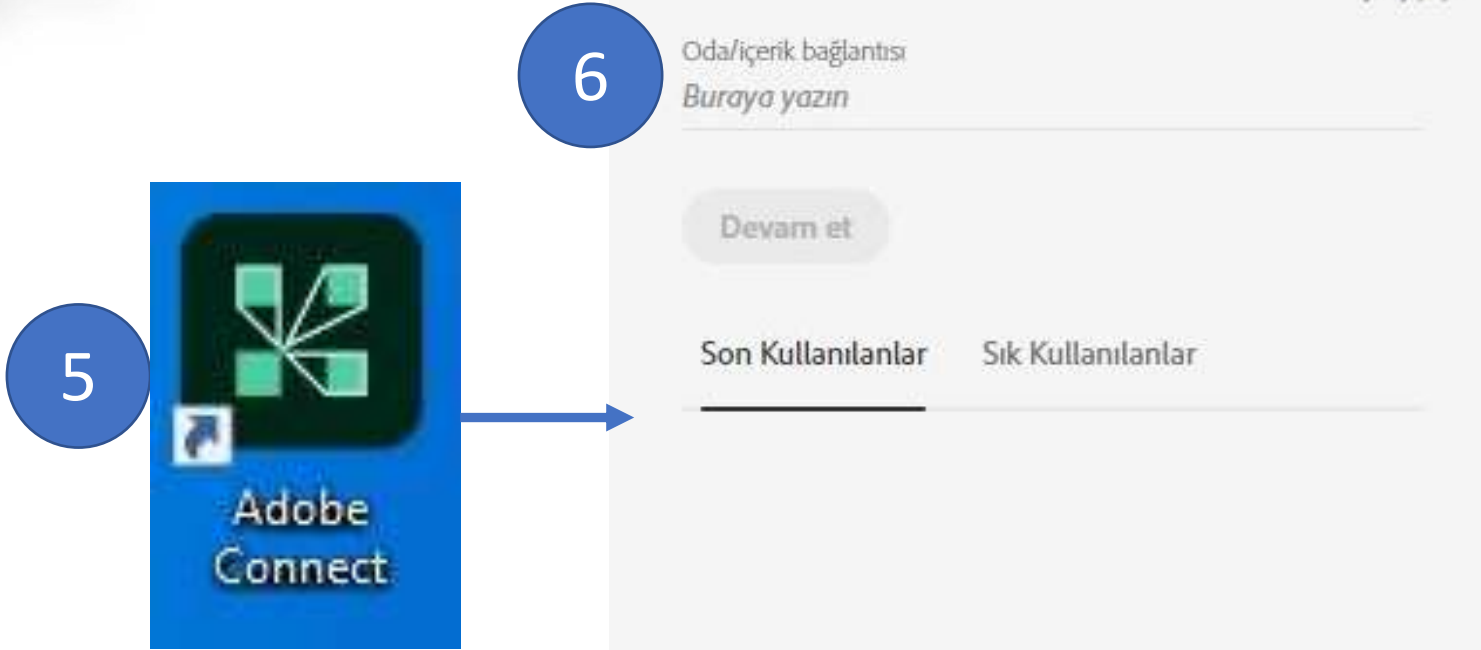 5
Adobe
Connect
6
Oda/içerik bağlantısı
Buraya yazın
Devam et
Son Kullanılanlar Sık Kullanılanlar